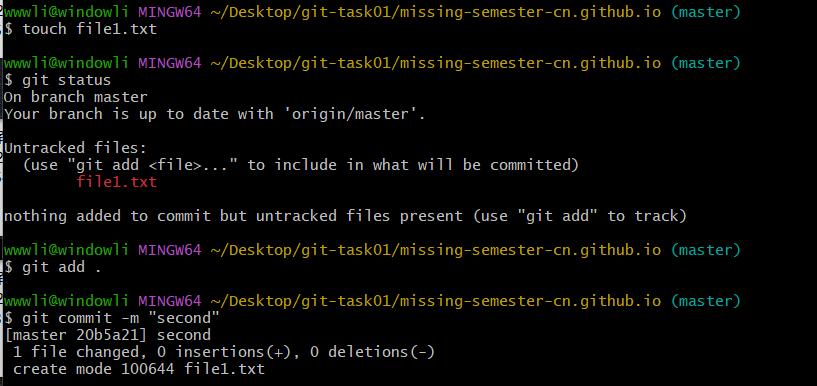 wwwli@windowli MINGW64 ~/Desktop/git-task01/missing-semester-cn.github.io (master)
$ touch file1.txt
wwwli@windowli MINGW64 ~/Desktop/git-task01/missing-semester-cn.github.io (master)
$ git status
On branch master
Your branch is up to date with 'origin/master'.
Untracked files:
  (use "git add <file>..." to include in what will be committed)
        file1.txt
nothing added to commit but untracked files present (use "git add" to track)
wwwli@windowli MINGW64 ~/Desktop/git-task01/missing-semester-cn.github.io (master)
$ git add .
wwwli@windowli MINGW64 ~/Desktop/git-task01/missing-semester-cn.github.io (master)
$ git commit -m "second"
[master 20b5a21] second
 1 file changed, 0 insertions(+), 0 deletions(-)
 create mode 100644 file1.txt